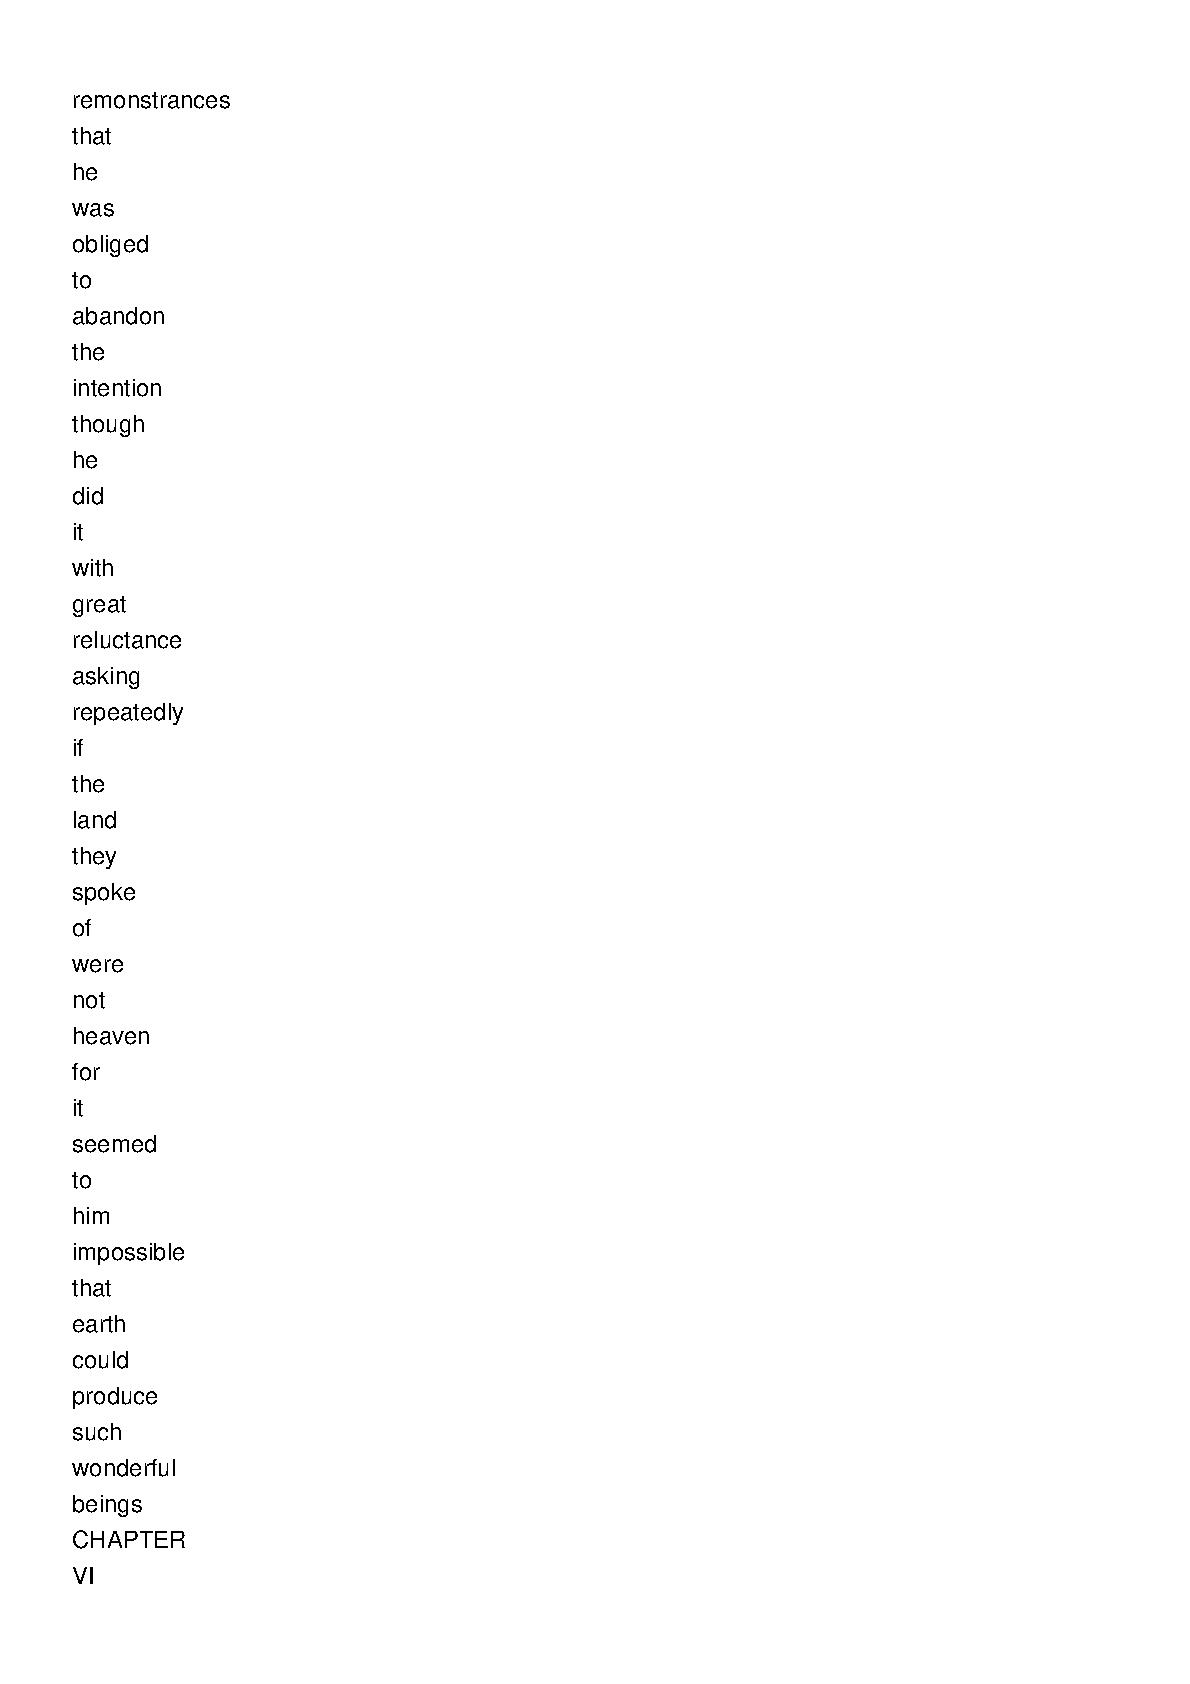 remonstrances
that
he
was
obliged
to
abandon
the
intention
though
he
did
it
with
great
reluctance
asking
repeatedly
if
the
land
they
spoke
of
were
not
heaven
for
it
seemed
to
him
impossible
that
earth
could
produce
such
wonderful
beings
CHAPTER
VI